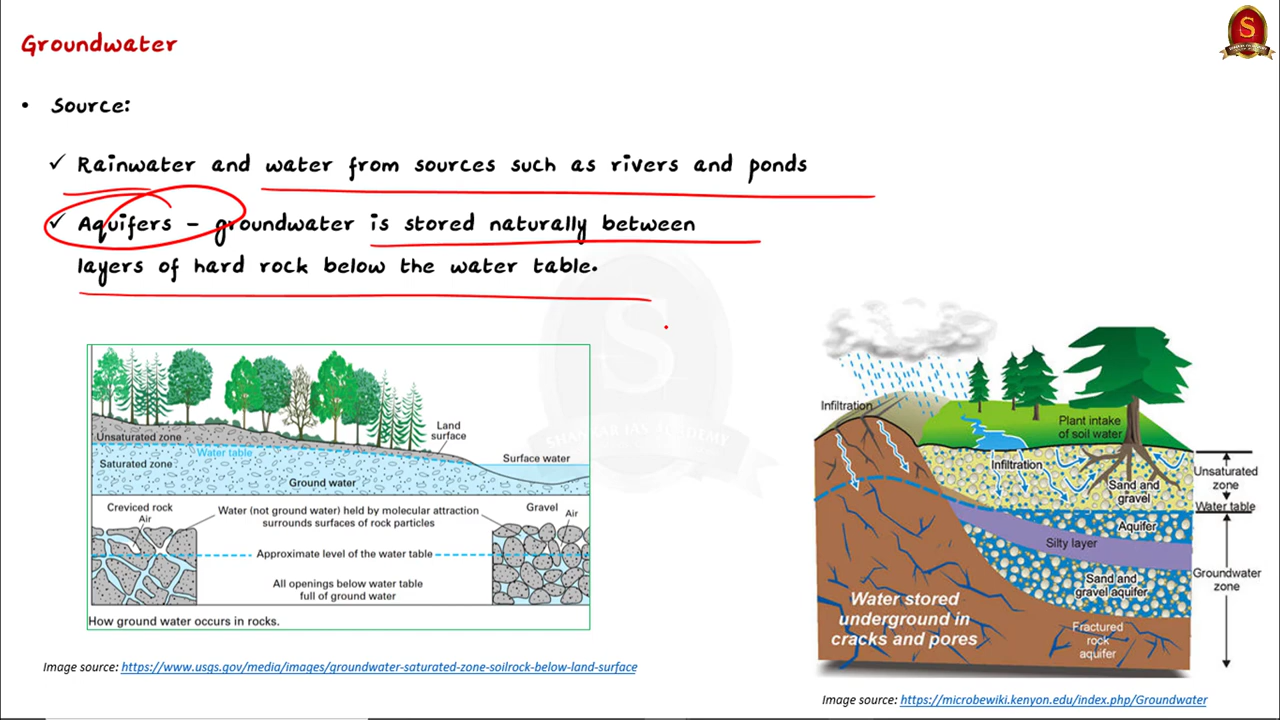 Groundwater
• Source:
✓ Rainwater and water from sources such as rivers and ponds
✓ Aquifers - groundwater is stored naturally between
layers of hard rock below the water table.
Unsaturated zone
Water table
Land
surface
Surface water
Saturated zone
Ground water
Creviced rock
Air
Water (not ground water) held by molecular attraction
surrounds surfaces of rock particles
Gravel
Air
Approximate level of the water table
All openings below water table
full of ground water
How ground water occurs in rocks.
Image source: https://www.usgs.gov/media/images/groundwater-saturated-zone-soilrock-below-land-surface
Infiltration
Plant intake
of soil water
Infiltration
Sand and
gravel
Unsaturated
zone
Water table
Aquifer
Silty layer
Sand and
gravel aquifer
Groundwater
zone
Water stored
underground in
cracks and pores
Fractured
rock
aquifer
Image source: https://microbewiki.kenyon.edu/index.php/Groundwater
S
SHANKAR IAS ACADEMY
S